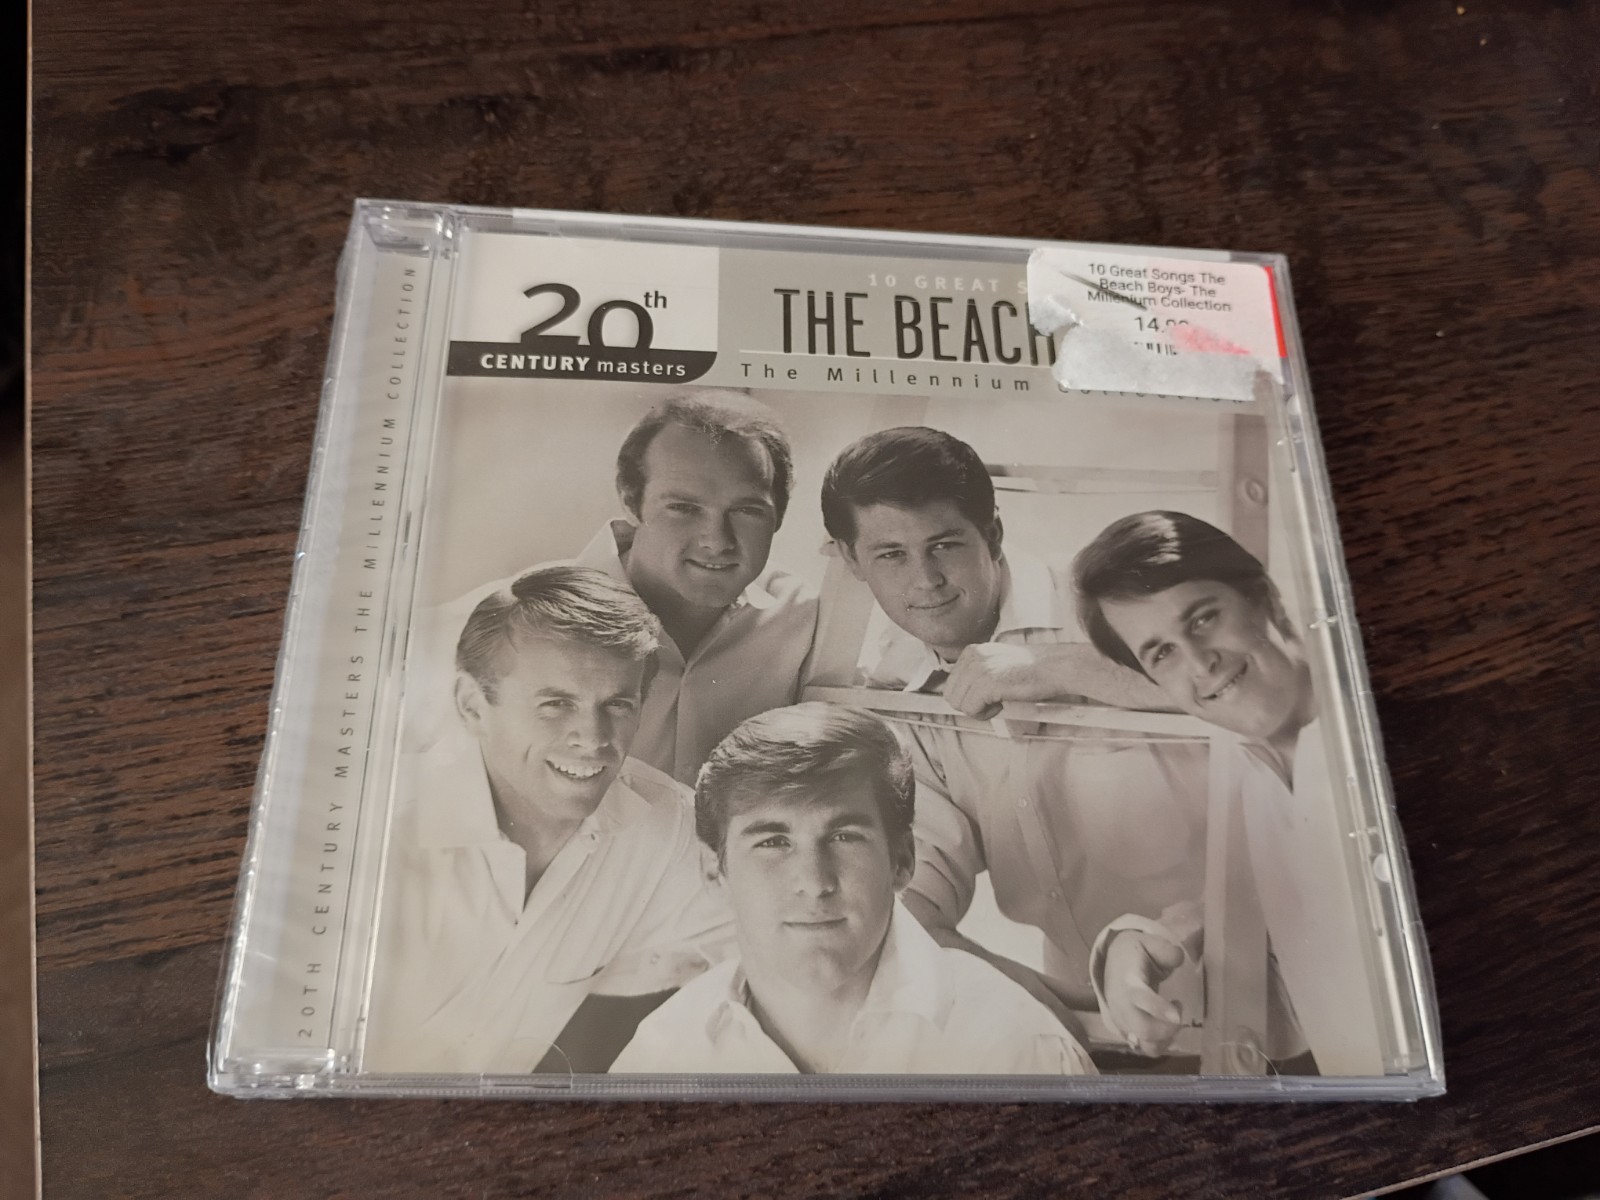 20TH CENTURY MASTERS THE MILLENNIUM COLLECTION
20th
CENTURY masters
10 GREAT S
THE BEACH
The Millennium Collection
10 Great Songs The
Beach Boys- The
Millenium Collection